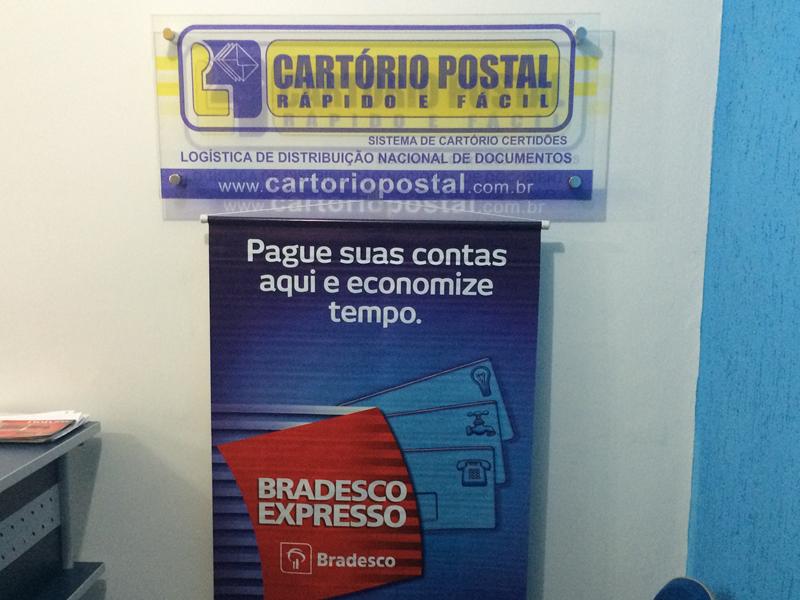 CARTÓRIO POSTAL
RÁPIDO E FÁCIL
SISTEMA DE CARTÓRIO CERTIDÕES
LOGÍSTICA DE DISTRIBUIÇÃO NACIONAL DE DOCUMENTOS
www.cartoriopostal.com.br
Pague suas contas
aqui e economize
tempo.
BRADESCO
EXPRESSO
Bradesco